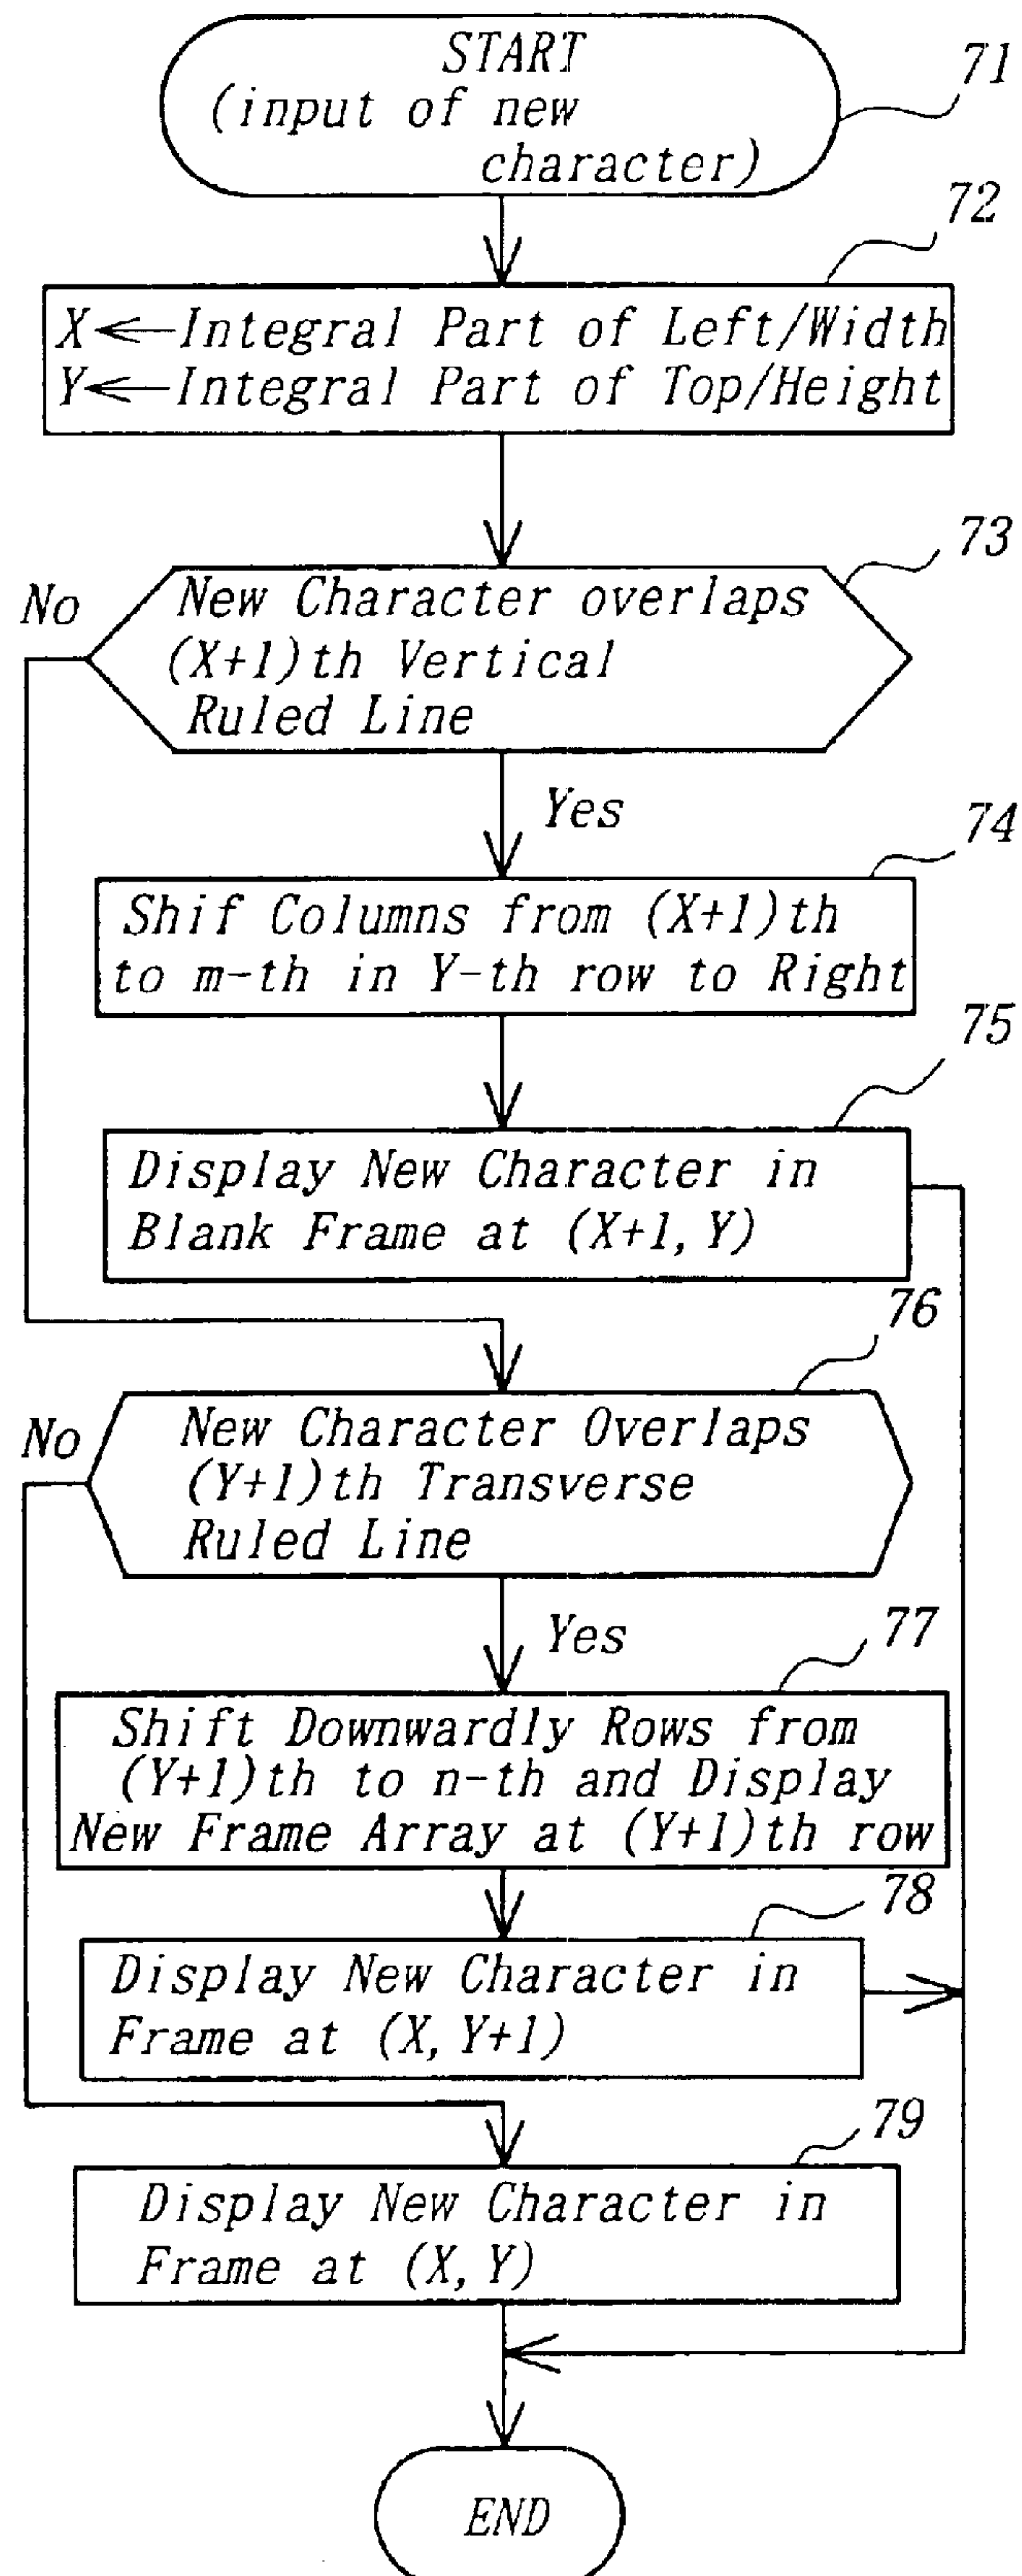 START
(input of new
character)
71
72
X←Integral Part of Left/Width
Y←Integral Part of Top/Height
73
No
New Character overlaps
(X+1)th Vertical
Ruled Line
Yes
74
Shif Columns from (X+1)th
to m-th in Y-th row to Right
75
Display New Character in
Blank Frame at (X+1, Y)
76
No
New Character Overlaps
(Y+1)th Transverse
Ruled Line
Yes
77
Shift Downwardly Rows from
(Y+1)th to n-th and Display
New Frame Array at (Y+1)th row
78
Display New Character in
Frame at (X, Y+1)
79
Display New Character in
Frame at (X, Y)
END